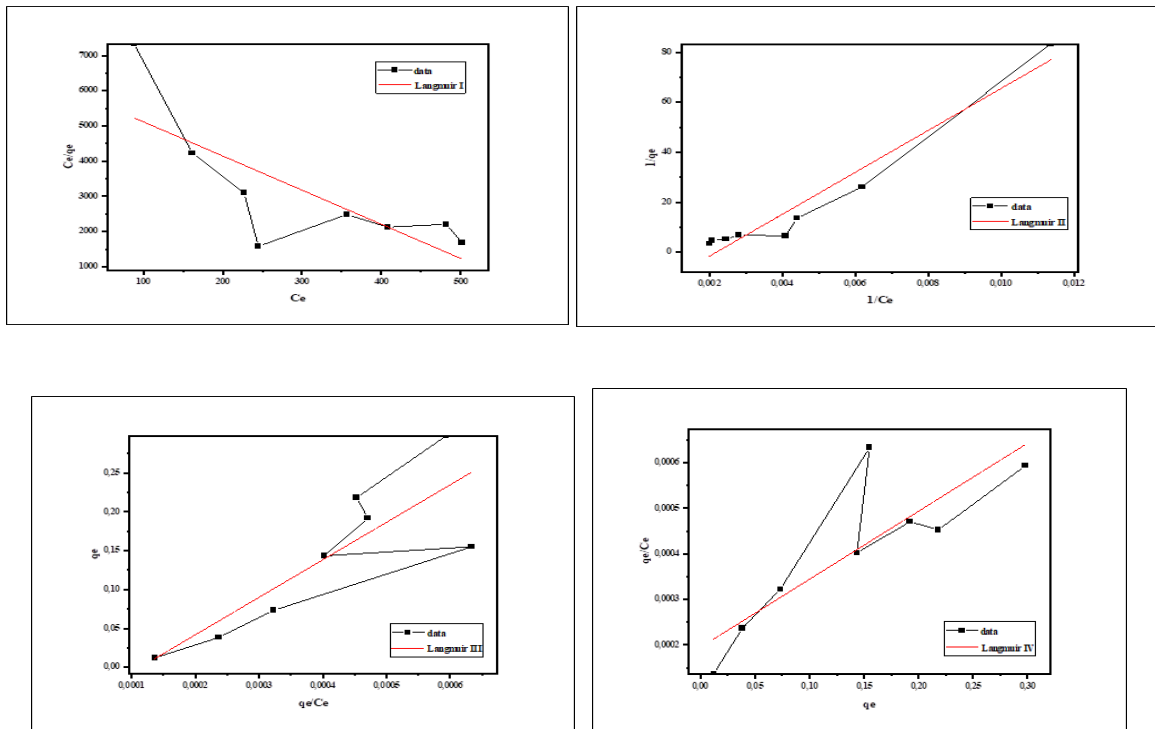 7000
6000
5000
4000
3000
2000
1000
Ce/qe
data
Langmuir I
100
200
300
400
500
Ce
80
60
40
20
0
1/qe
data
Langmuir II
0,002
0,004
0,006
0,008
0,010
0,012
1/Ce
0,25
0,20
0,15
0,10
0,05
0,00
qe
data
Langmuir III
0,0001
0,0002
0,0003
0,0004
0,0005
0,0006
qe/Ce
0,0006
0,0005
0,0004
0,0003
0,0002
qe/Ce
data
Langmuir IV
0,00
0,05
0,10
0,15
0,20
0,25
0,30
qe